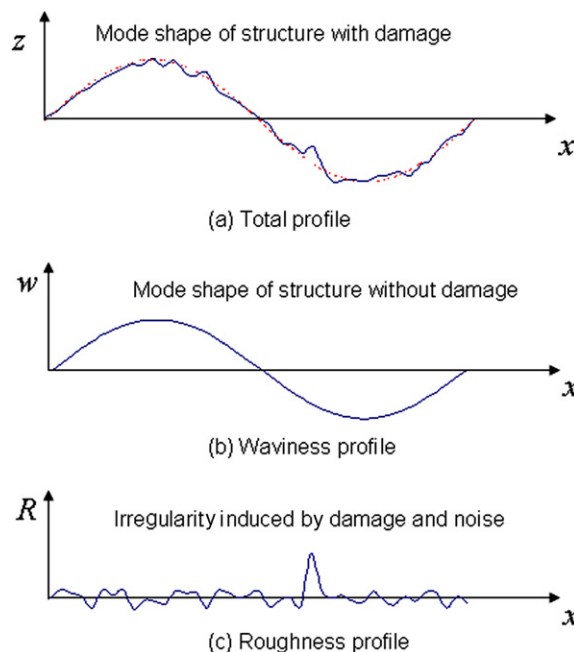 Mode shape of structure with damage
z
x
(a) Total profile
w
Mode shape of structure without damage
x
(b) Waviness profile
R
Irregularity induced by damage and noise
x
(c) Roughness profile